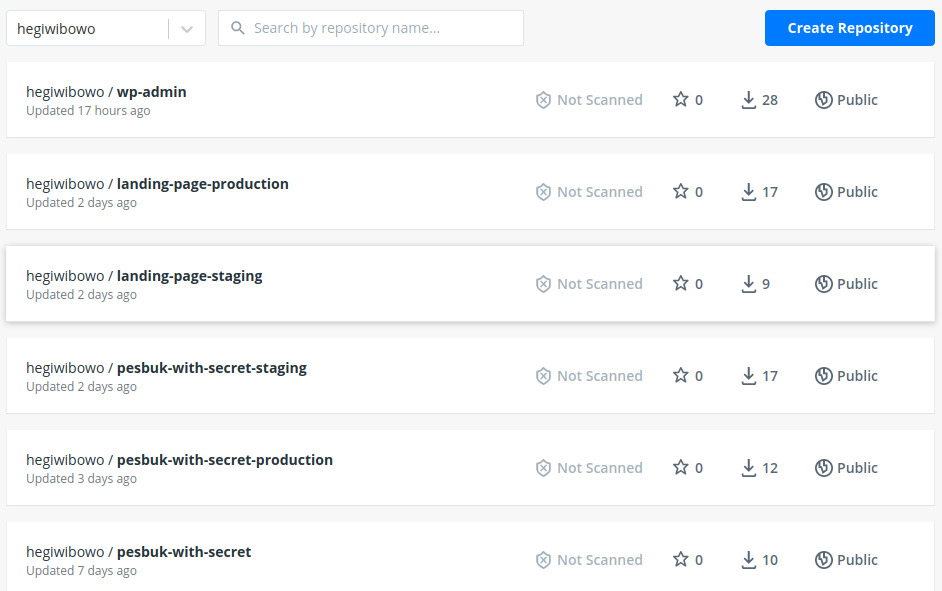 hegiwibowo
Search by repository name...
Create Repository
hegiwibowo / wp-admin
Updated 17 hours ago
Not Scanned
0
28
Public
hegiwibowo / landing-page-production
Updated 2 days ago
Not Scanned
0
17
Public
hegiwibowo / landing-page-staging
Updated 2 days ago
Not Scanned
0
9
Public
hegiwibowo / pesbuk-with-secret-staging
Updated 2 days ago
Not Scanned
0
17
Public
hegiwibowo / pesbuk-with-secret-production
Updated 3 days ago
Not Scanned
0
12
Public
hegiwibowo / pesbuk-with-secret
Updated 7 days ago
Not Scanned
0
10
Public